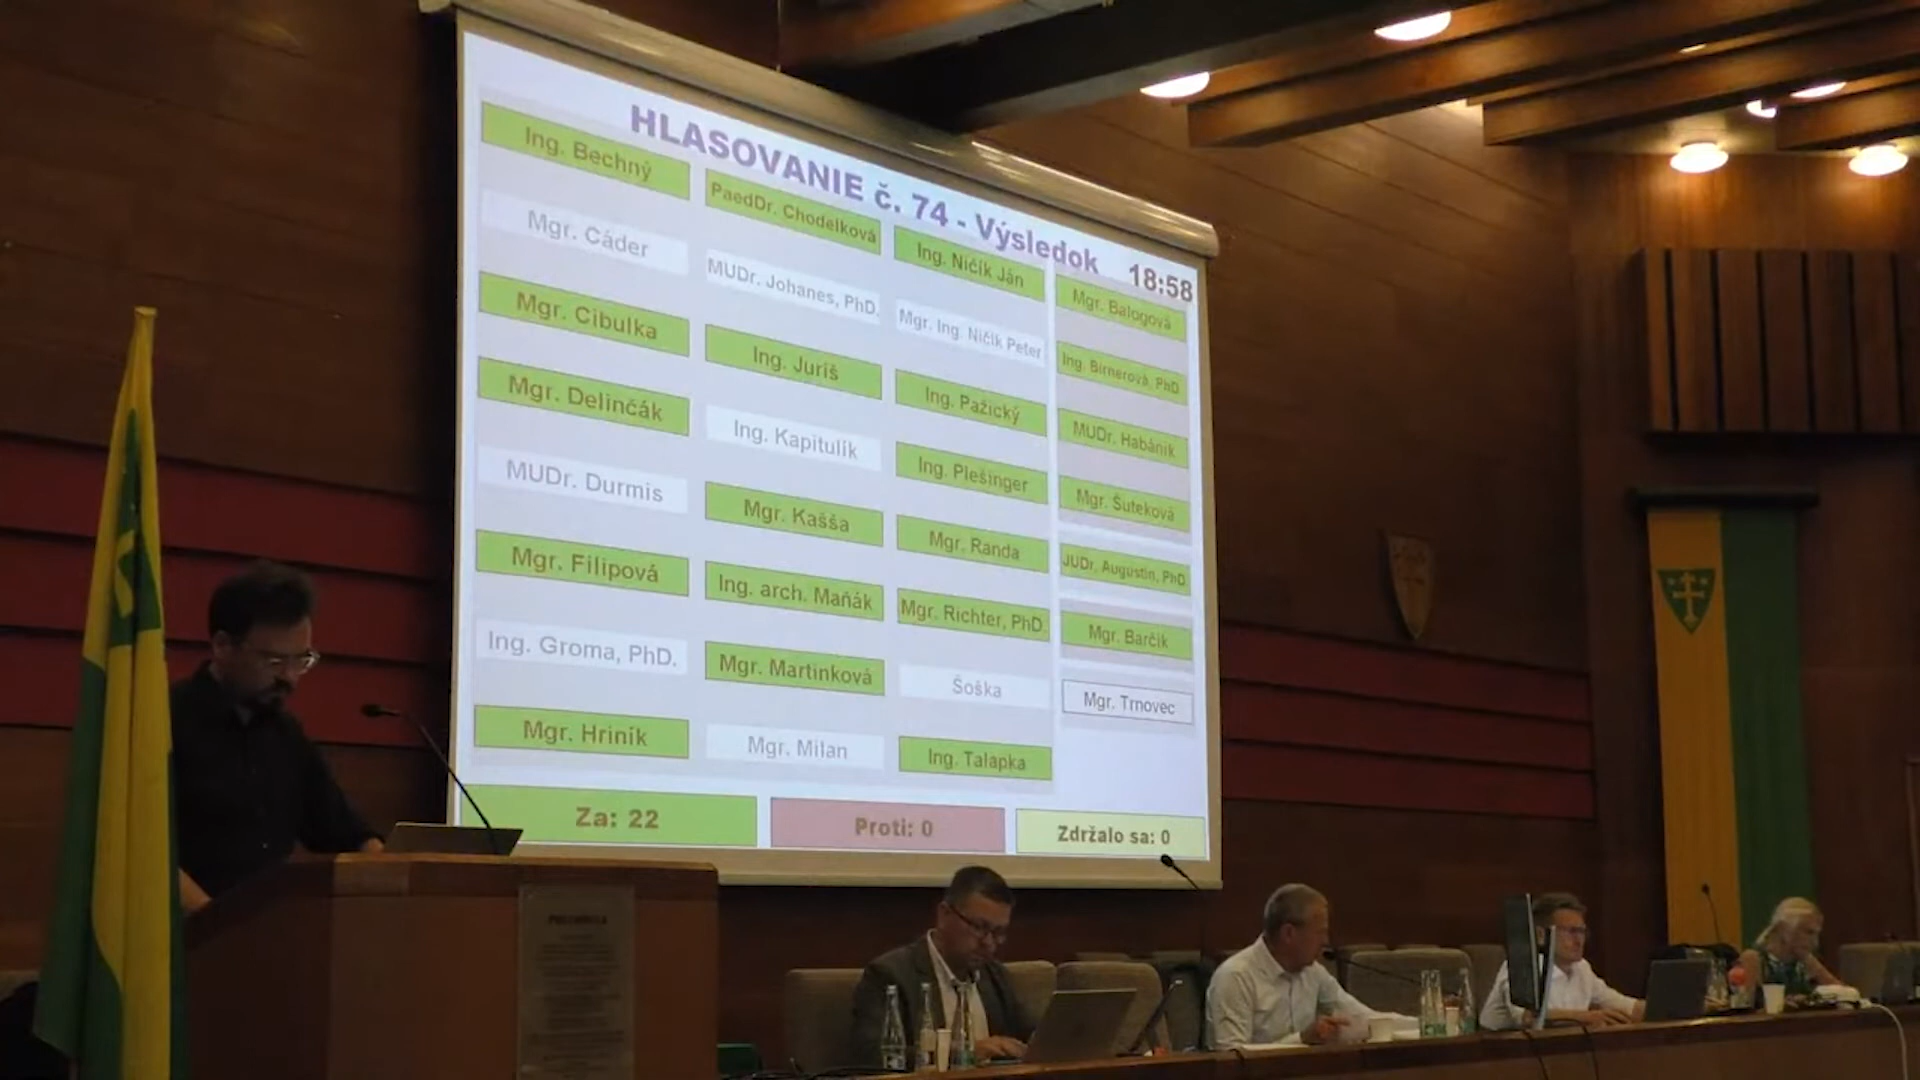 HLASOVANIE č. 74 - Výsledok 18:58
Ing. Bechný
Mgr. Cáder
Mgr. Cibulka
Mgr. Delinčák
MUDr. Durmis
Mgr. Filipová
Ing. Groma, PhD.
Mgr. Hriník
PaedDr. Chodelková
MUDr. Johanes, PhD.
Ing. Juriš
Ing. Kapitulík
Mgr. Kašša
Ing. arch. Maňák
Mgr. Martinková
Mgr. Milan
Ing. Ničík Ján
Mgr. Ing. Ničík Peter
Ing. Pažický
Ing. Plešinger
Mgr. Randa
Mgr. Richter, PhD.
Šoška
Ing. Talapka
Mgr. Balogová
Ing. Birnerová, PhD
MUDr. Habánik
Mgr. Šuteková
JUDr. Augustín, PhD.
Mgr. Barčík
Mgr. Trnovec
Za: 22
Proti: 0
Zdržalo sa: 0